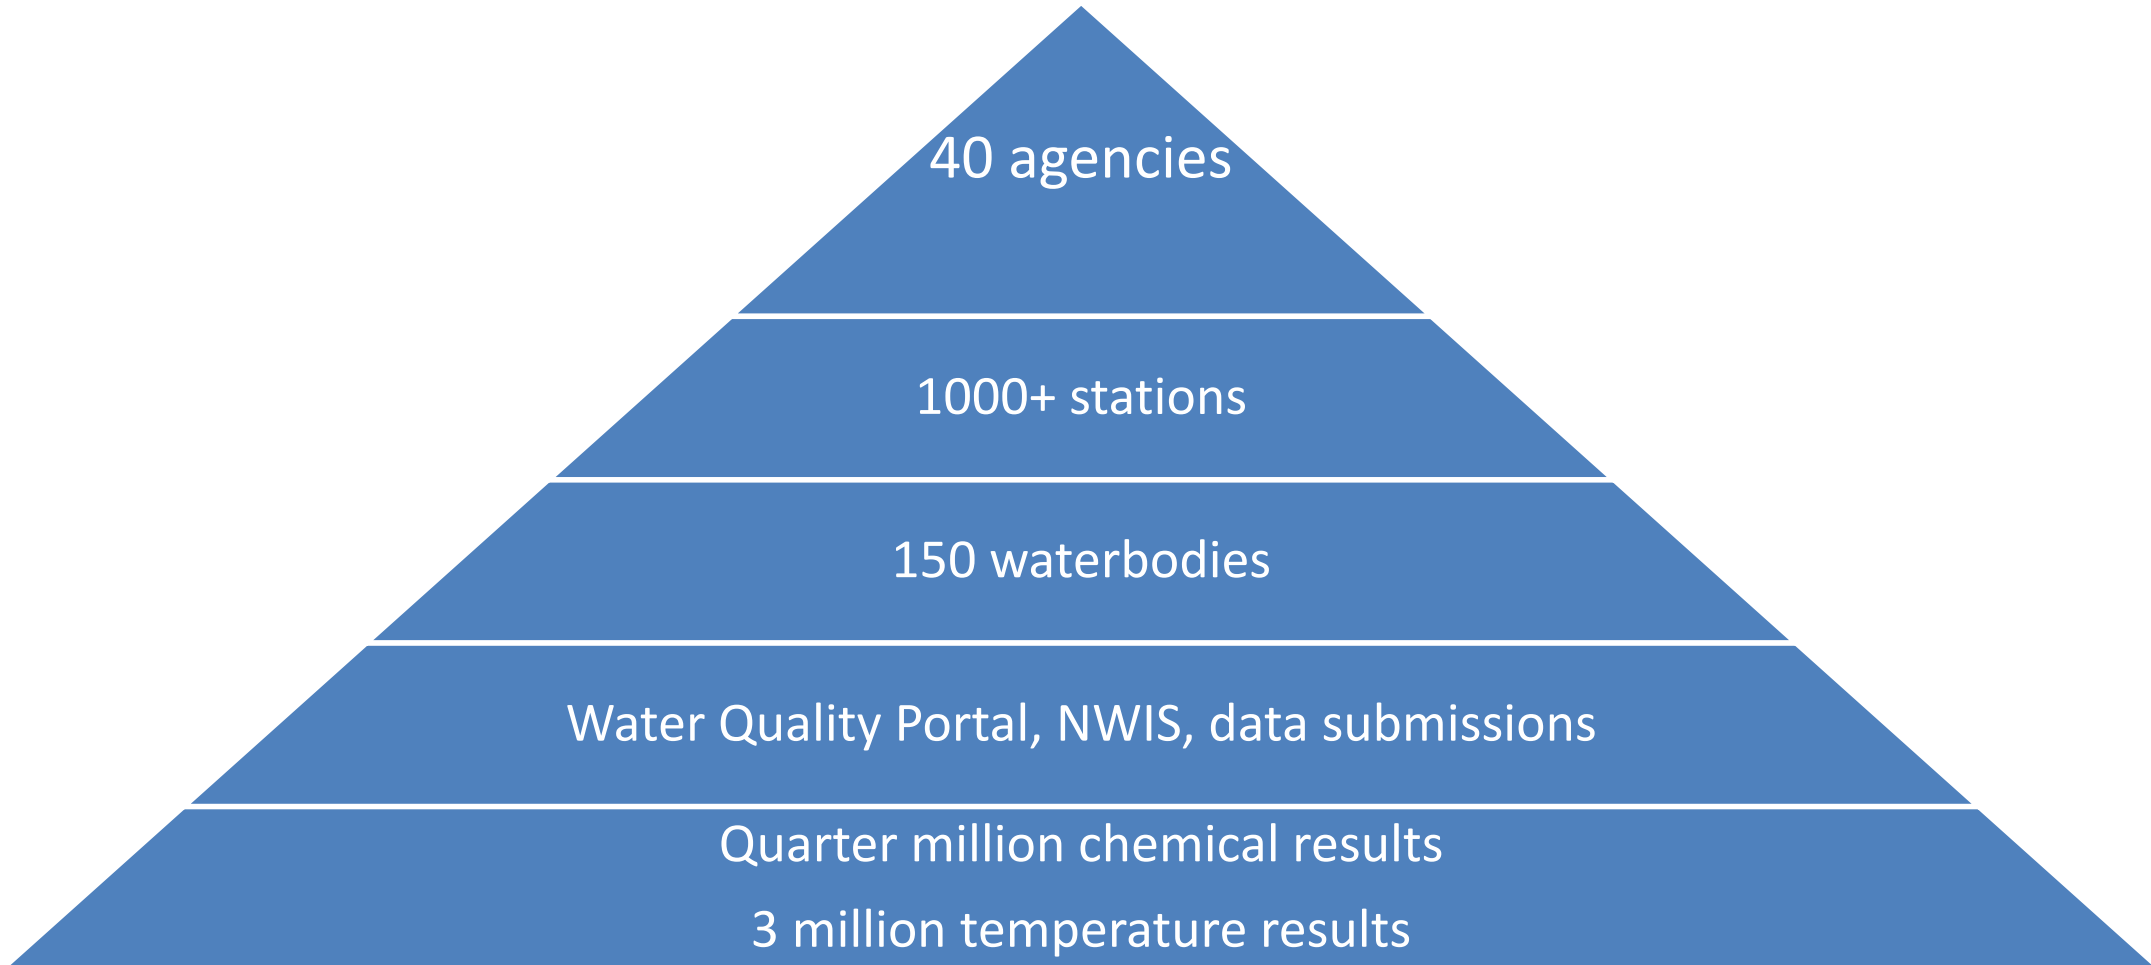 40 agencies
1000+ stations
150 waterbodies
Water Quality Portal, NWIS, data submissions
Quarter million chemical results
3 million temperature results